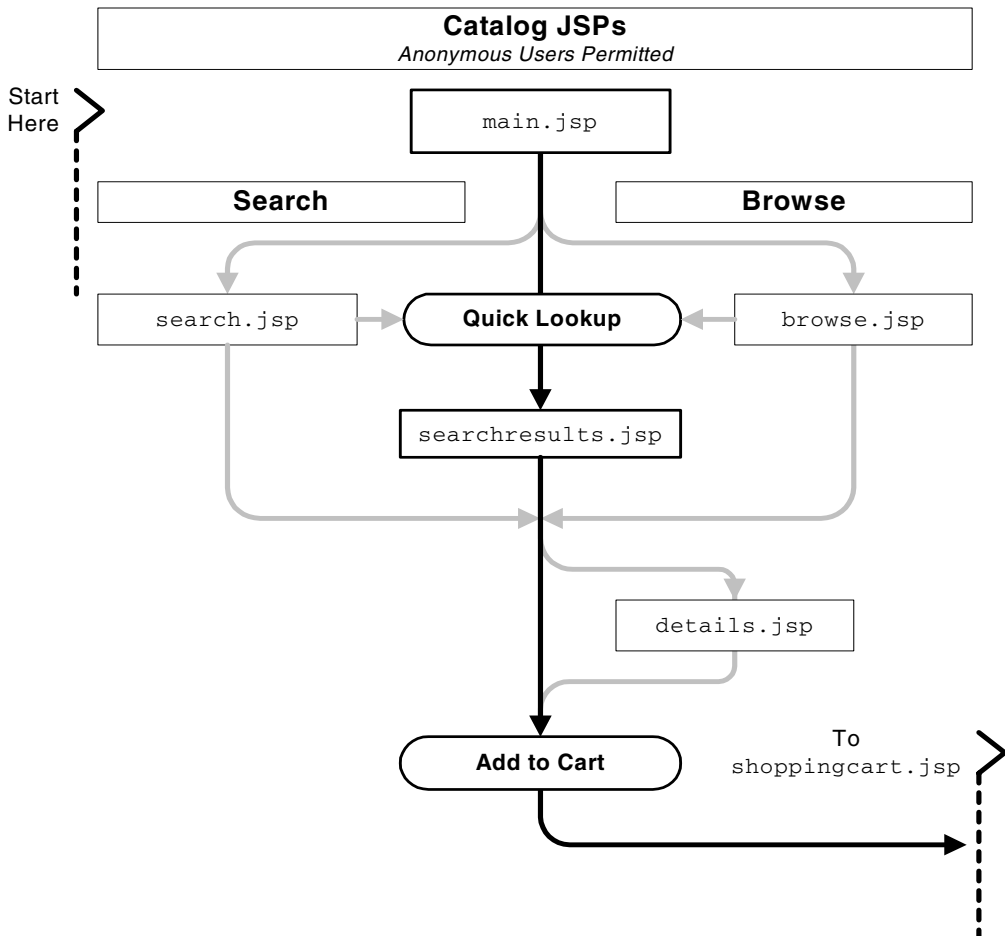 Catalog JSPs
Anonymous Users Permitted
Start
Here
main.jsp
Search
Browse
search.jsp
Quick Lookup
browse.jsp
searchresults.jsp
details.jsp
Add to Cart
To
shoppingcart.jsp